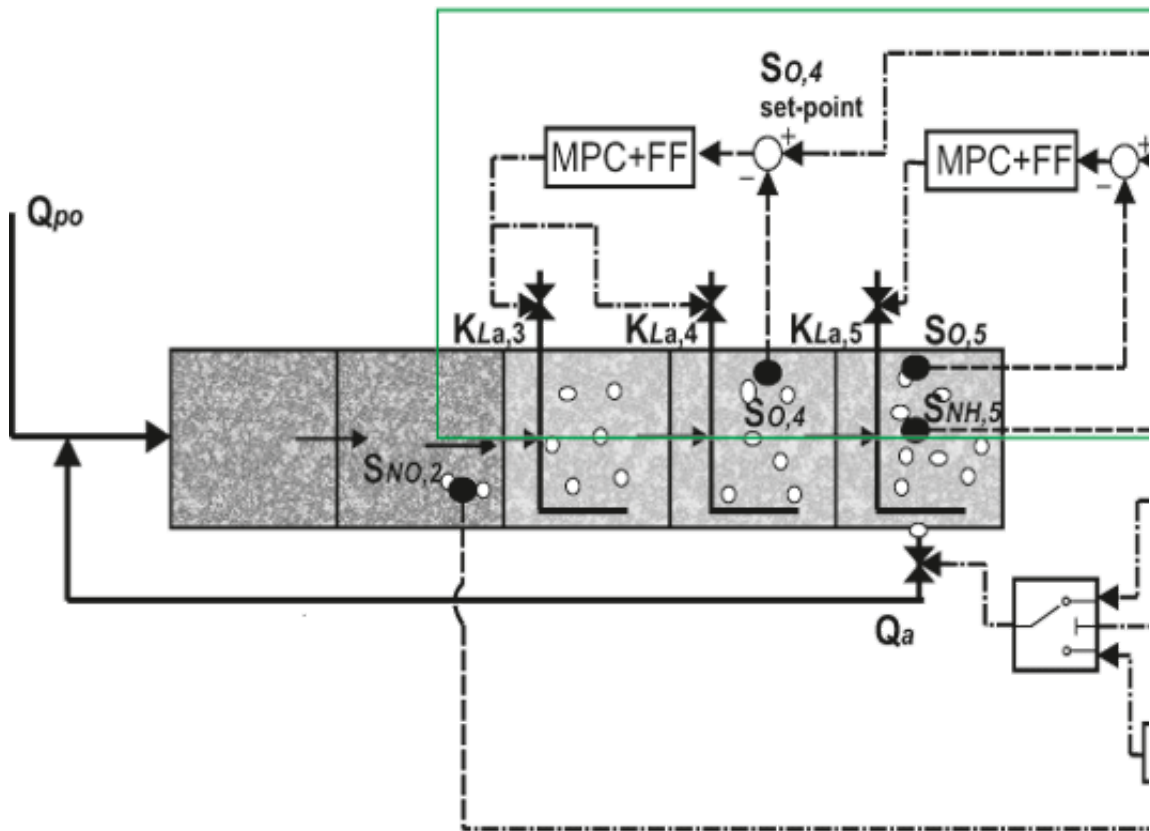 SO,4
set-point
MPC+FF
+
−
MPC+FF
+
−
Qpo
KLa,3
KLa,4
KLa,5
SO,5
SO,4
SNH,5
SNO,2
Qa